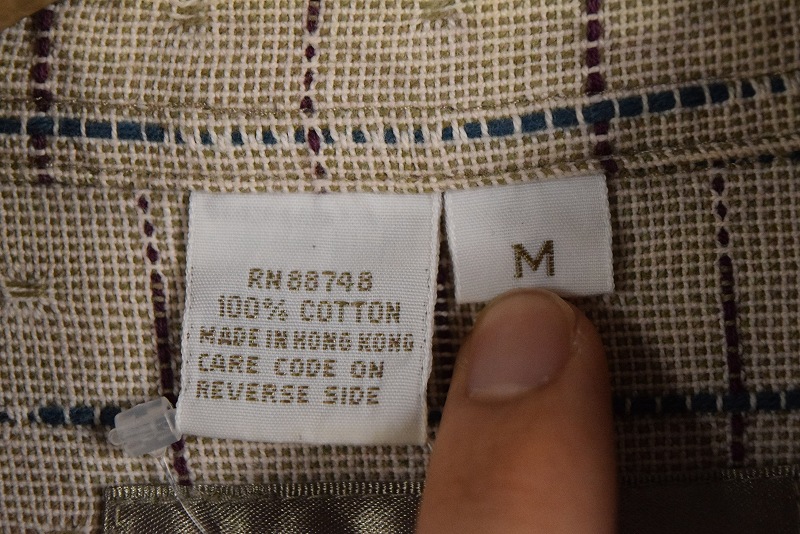 RN 88748
100% COTTON
MADE IN HONG KONG
CARE CODE ON
REVERSE SIDE
M